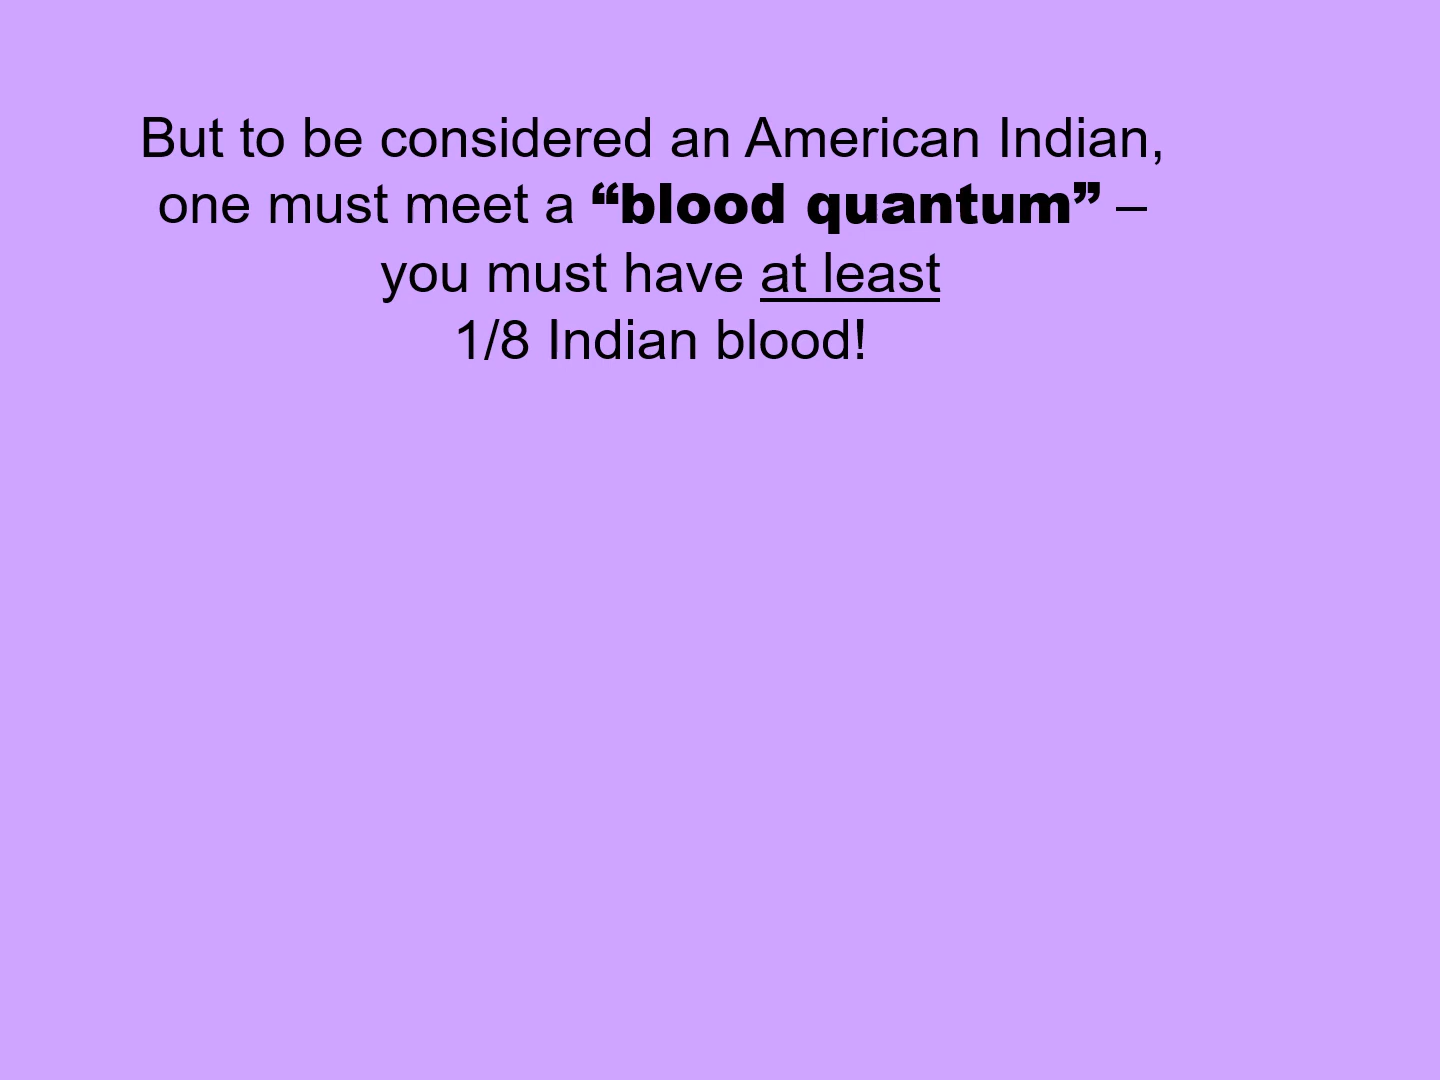 But to be considered an American Indian,
one must meet a “blood quantum” –
you must have at least
1/8 Indian blood!